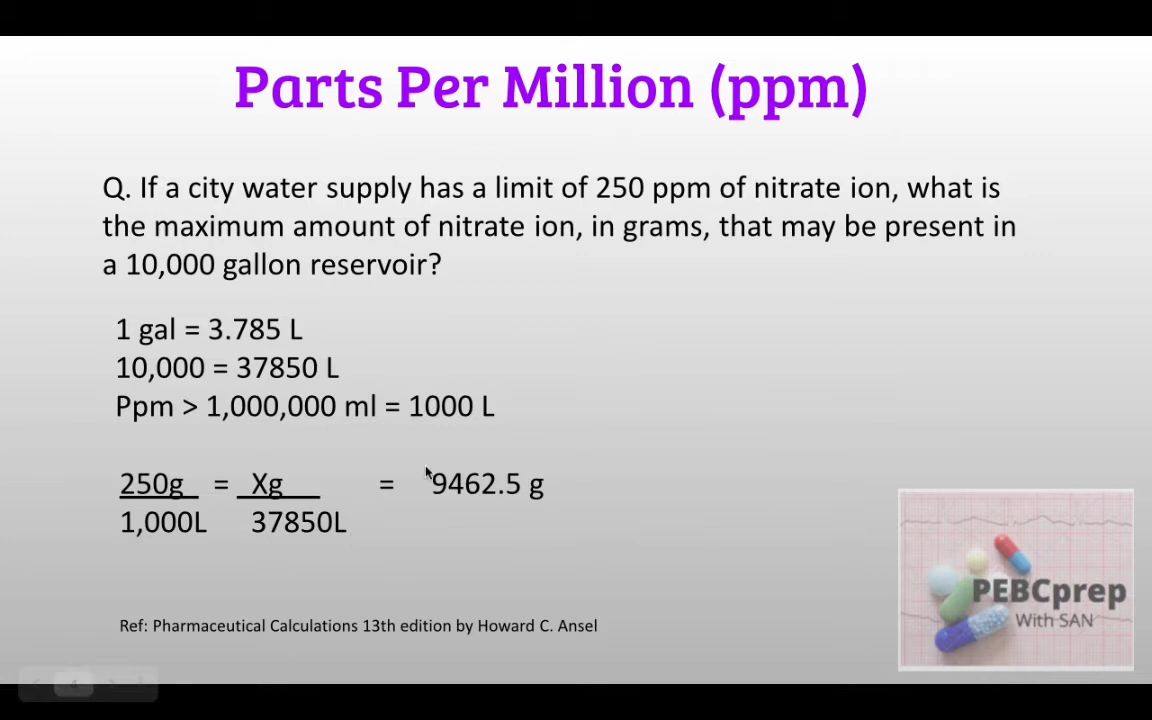 Parts Per Million (ppm)
Q. If a city water supply has a limit of 250 ppm of nitrate ion, what is
the maximum amount of nitrate ion, in grams, that may be present in
a 10,000 gallon reservoir?
1 gal = 3.785 L
10,000 = 37850 L
Ppm > 1,000,000 ml = 1000 L
250g = Xg = 9462.5 g
1,000L 37850L
Ref: Pharmaceutical Calculations 13th edition by Howard C. Ansel
PEBCprep
With SAN
4